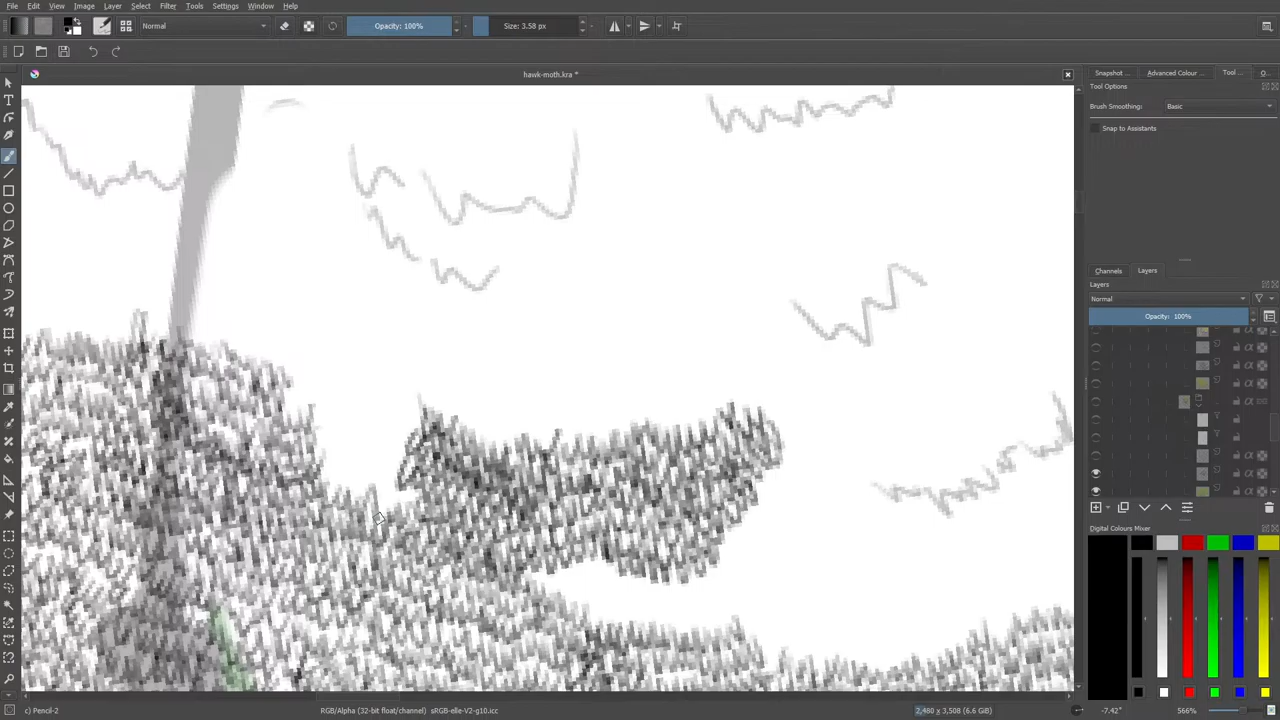 File Edit View Image Layer Select Filter Tools Settings Window Help
Normal
Opacity: 100%
Size: 3.58 px
hawk-moth.kra *
Snapshot ...
Advanced Colour ...
Tool ...
O...
Tool Options
Brush Smoothing:
Basic
Snap to Assistants
Channels
Layers
Layers
Normal
Opacity: 100%
Digital Colours Mixer
c) Pencil-2
RGB/Alpha (32-bit float/channel) sRGB-elle-V2-g10.icc
2,480 x 3,508 (6.6 GiB)
-7.42°
566%